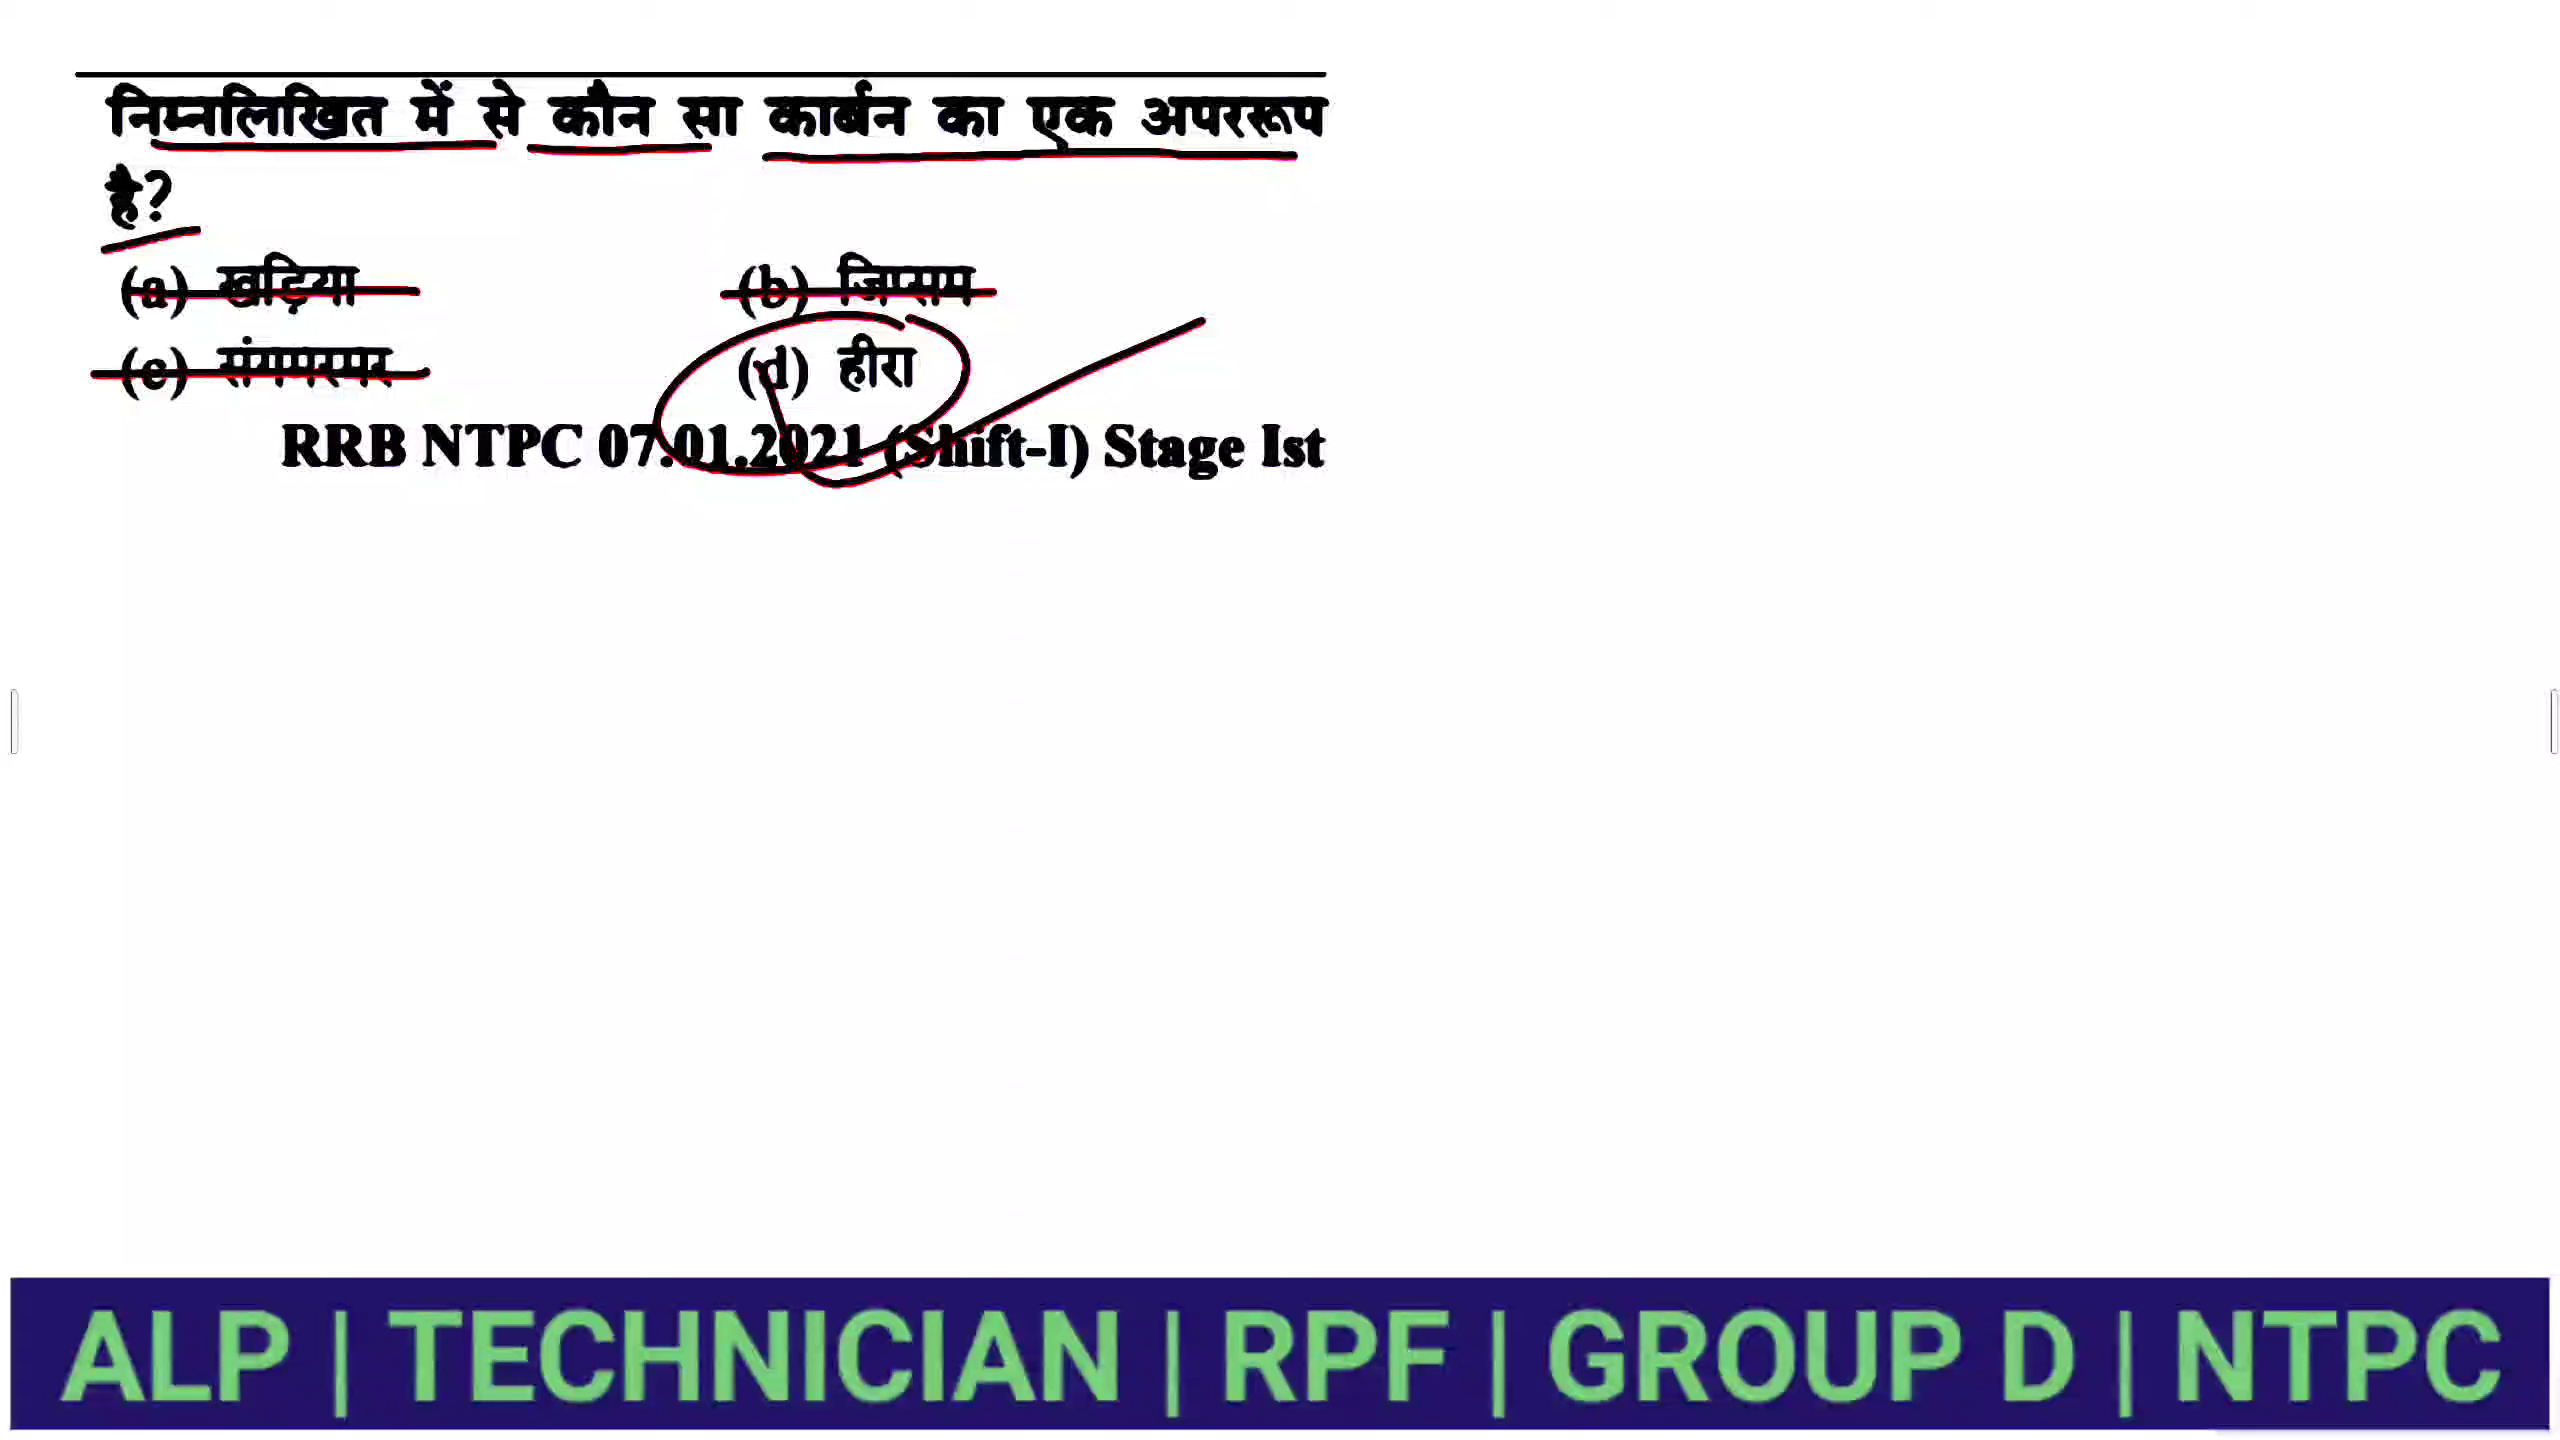 निम्नलिखित में से कौन सा कार्बन का एक अपररूप
है?
(a) खड़िया (b) जिप्सम
(c) संगमरमर (d) हीरा
RRB NTPC 07.01.2021 (Shift-I) Stage Ist
ALP | TECHNICIAN | RPF | GROUP D | NTPC